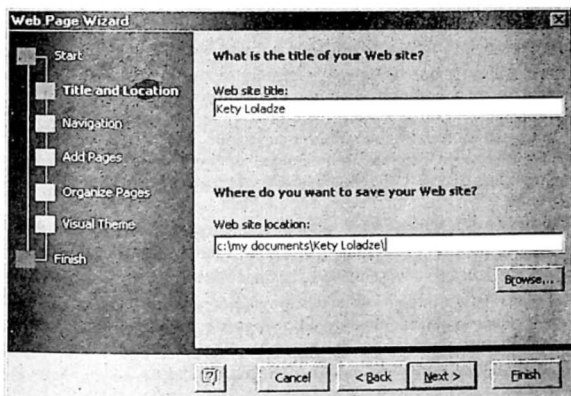 Web Page Wizard
Start
Title and Location
Navigation
Add Pages
Organize Pages
Visual Theme
Finish
What is the title of your Web site?
Web site title:
Kety Loladze
Where do you want to save your Web site?
Web site location:
c:\my documents\Kety Loladze\
Browse...
Cancel
< Back
Next >
Finish